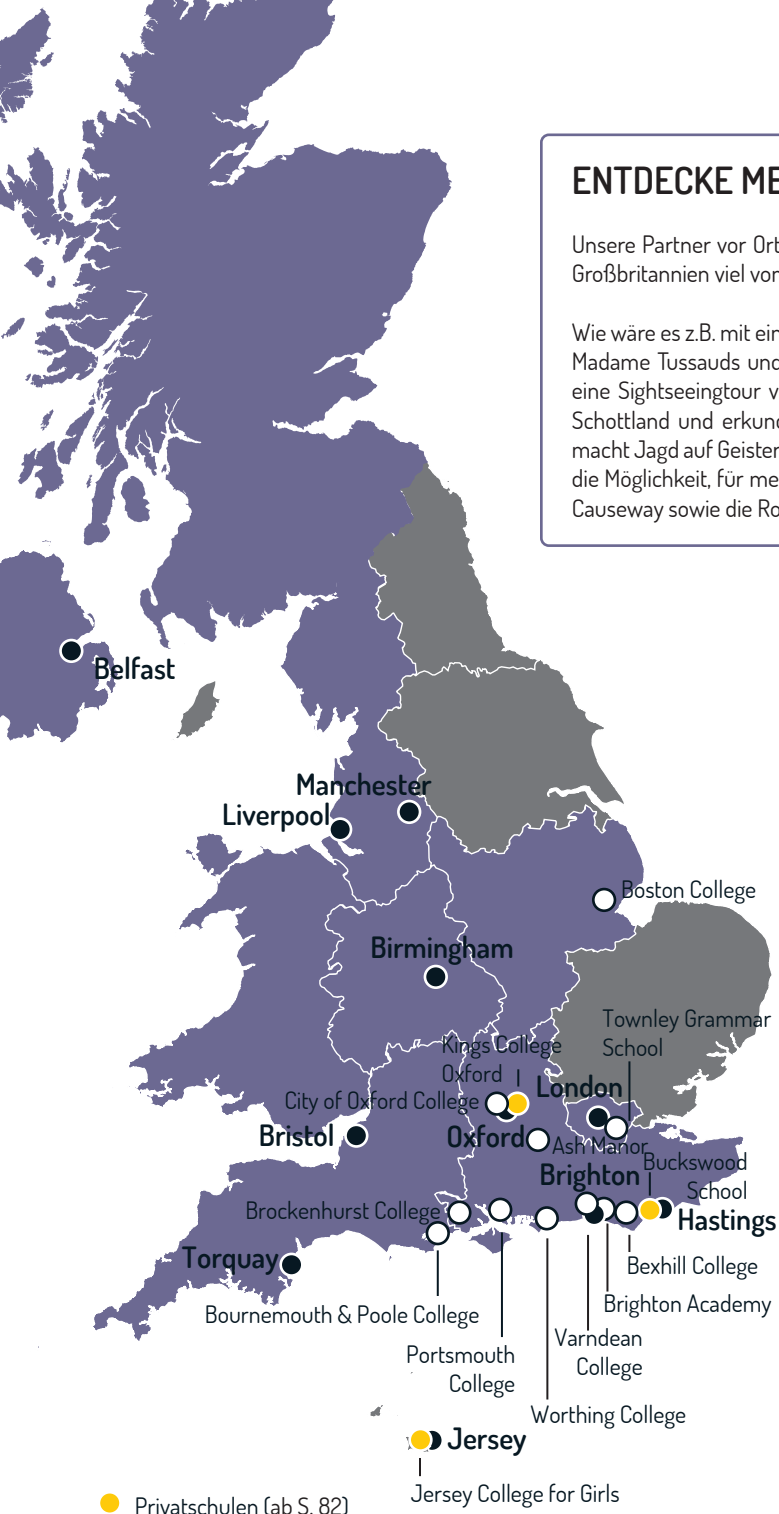 ENTDECKE ME
Unsere Partner vor Ort
Großbritannien viel vor
Wie wäre es z.B. mit ein
Madame Tussauds und
eine Sightseeingtour v
Schottland und erkund
macht Jagd auf Geister
die Möglichkeit, für me
Causeway sowie die Ro
Belfast
Manchester
Liverpool
Boston College
Birmingham
Townley Grammar
School
Kings College
Oxford
London
City of Oxford College
Bristol
Oxford
Ash Manor
Brighton
Buckswood
School
Brockenhurst College
Hastings
Torquay
Bexhill College
Brighton Academy
Bournemouth & Poole College
Varndean
College
Portsmouth
College
Worthing College
Jersey
Jersey College for Girls
Privatschulen (ab S. 82)